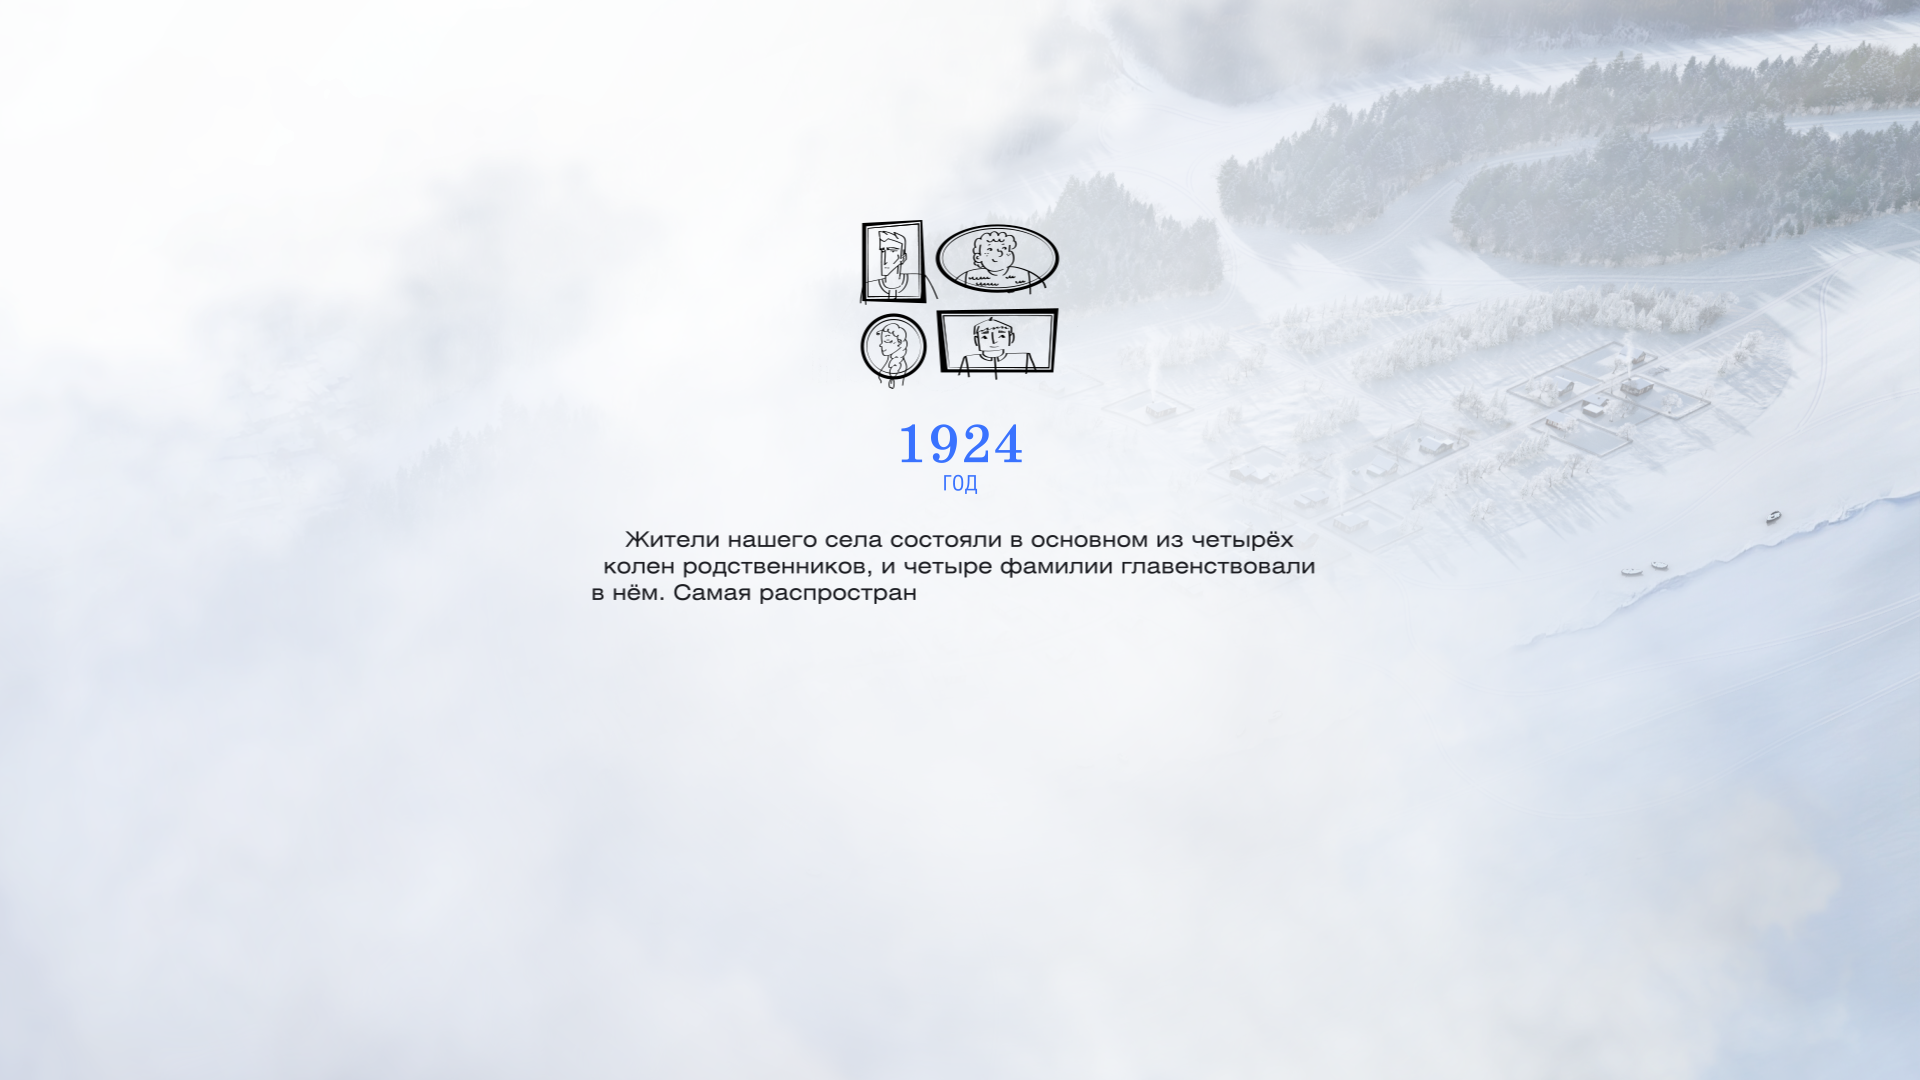 1924
ГОД
Жители нашего села состояли в основном из четырёх
колен родственников, и четыре фамилии главенствовали
в нём. Самая распростран